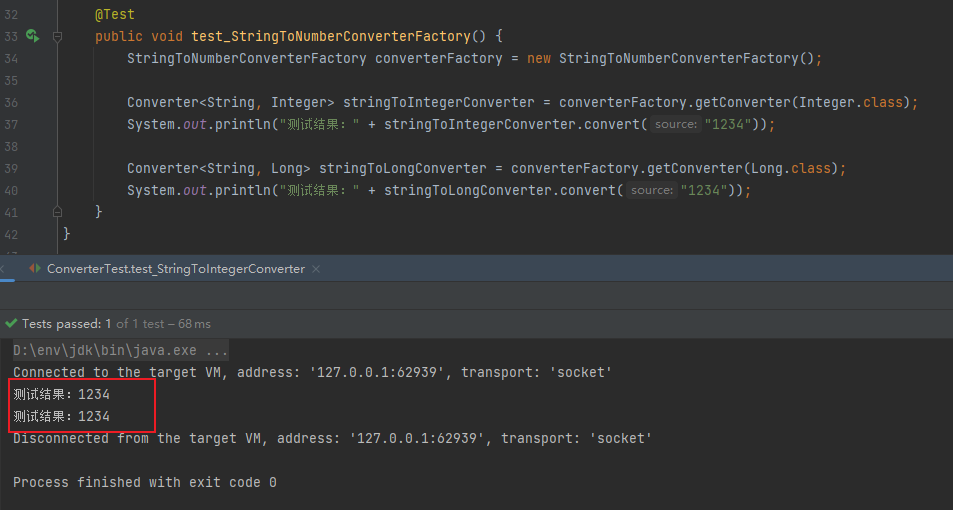 32 @Test
33 public void test_StringToNumberConverterFactory() {
34 StringToNumberConverterFactory converterFactory = new StringToNumberConverterFactory();
35
36 Converter<String, Integer> stringToIntegerConverter = converterFactory.getConverter(Integer.class);
37 System.out.println("测试结果：" + stringToIntegerConverter.convert( source: "1234"));
38
39 Converter<String, Long> stringToLongConverter = converterFactory.getConverter(Long.class);
40 System.out.println("测试结果：" + stringToLongConverter.convert( source: "1234"));
41 }
42 }
ConverterTest.test_StringToIntegerConverter ×
Tests passed: 1 of 1 test – 68 ms
D:\env\jdk\bin\java.exe ...
Connected to the target VM, address: '127.0.0.1:62939', transport: 'socket'
测试结果：1234
测试结果：1234
Disconnected from the target VM, address: '127.0.0.1:62939', transport: 'socket'
Process finished with exit code 0